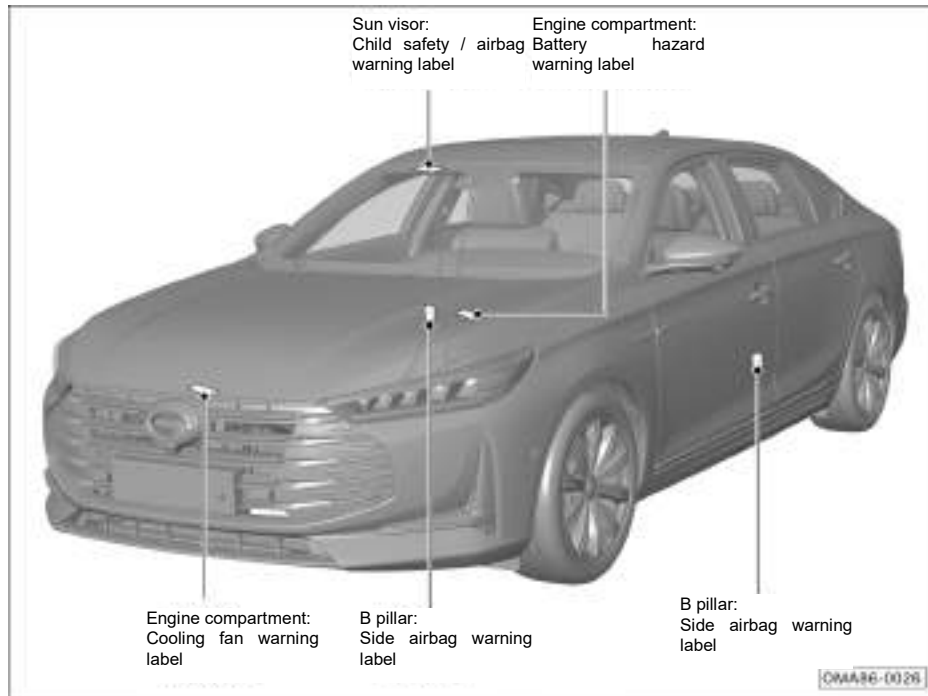 Sun visor:
Child safety / airbag
warning label
Engine compartment:
Battery hazard
warning label
Engine compartment:
Cooling fan warning
label
B pillar:
Side airbag warning
label
B pillar:
Side airbag warning
label
OMA86-0026